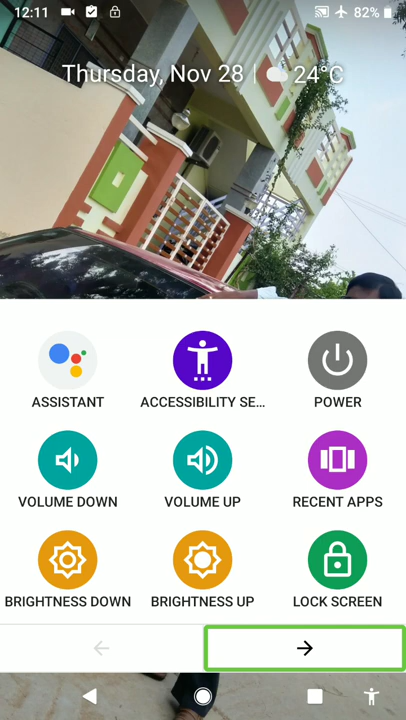 12:11 82%
Thursday, Nov 28 | 24°C
ASSISTANT ACCESSIBILITY SE... POWER
VOLUME DOWN VOLUME UP RECENT APPS
BRIGHTNESS DOWN BRIGHTNESS UP LOCK SCREEN